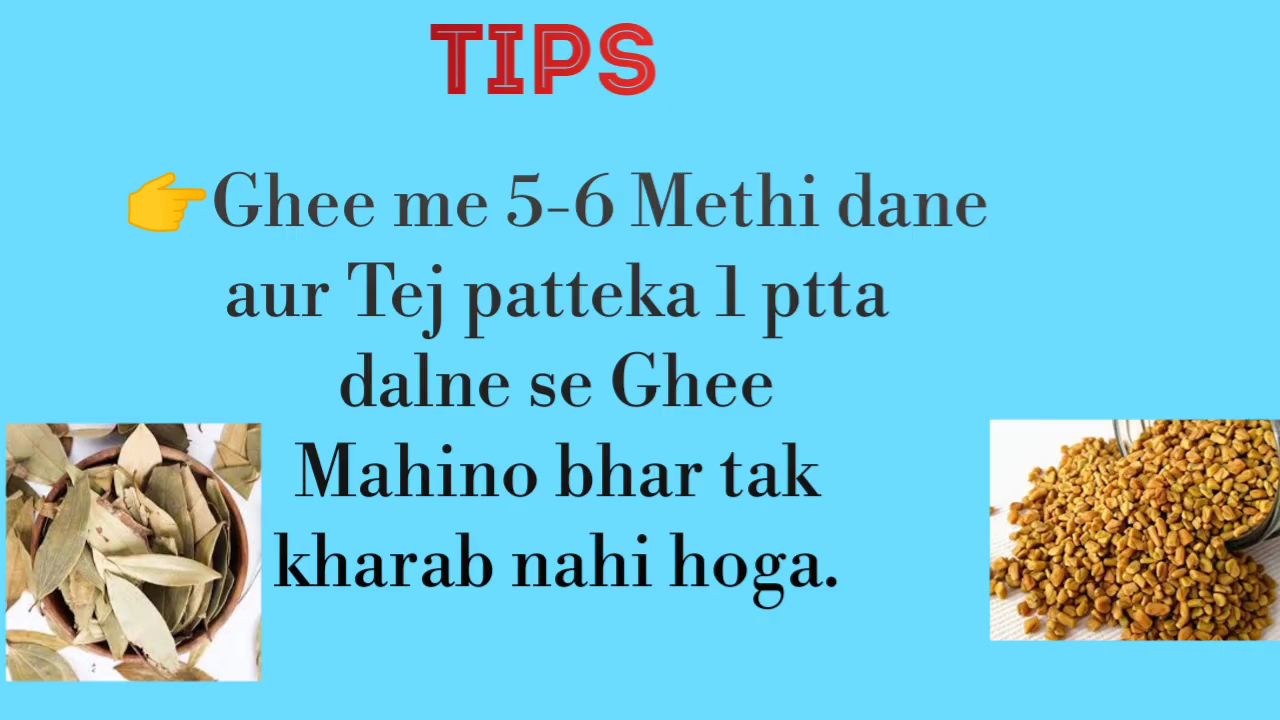 TIPS
👉Ghee me 5-6 Methi dane
aur Tej patteka 1 ptta
dalne se Ghee
Mahino bhar tak
kharab nahi hoga.